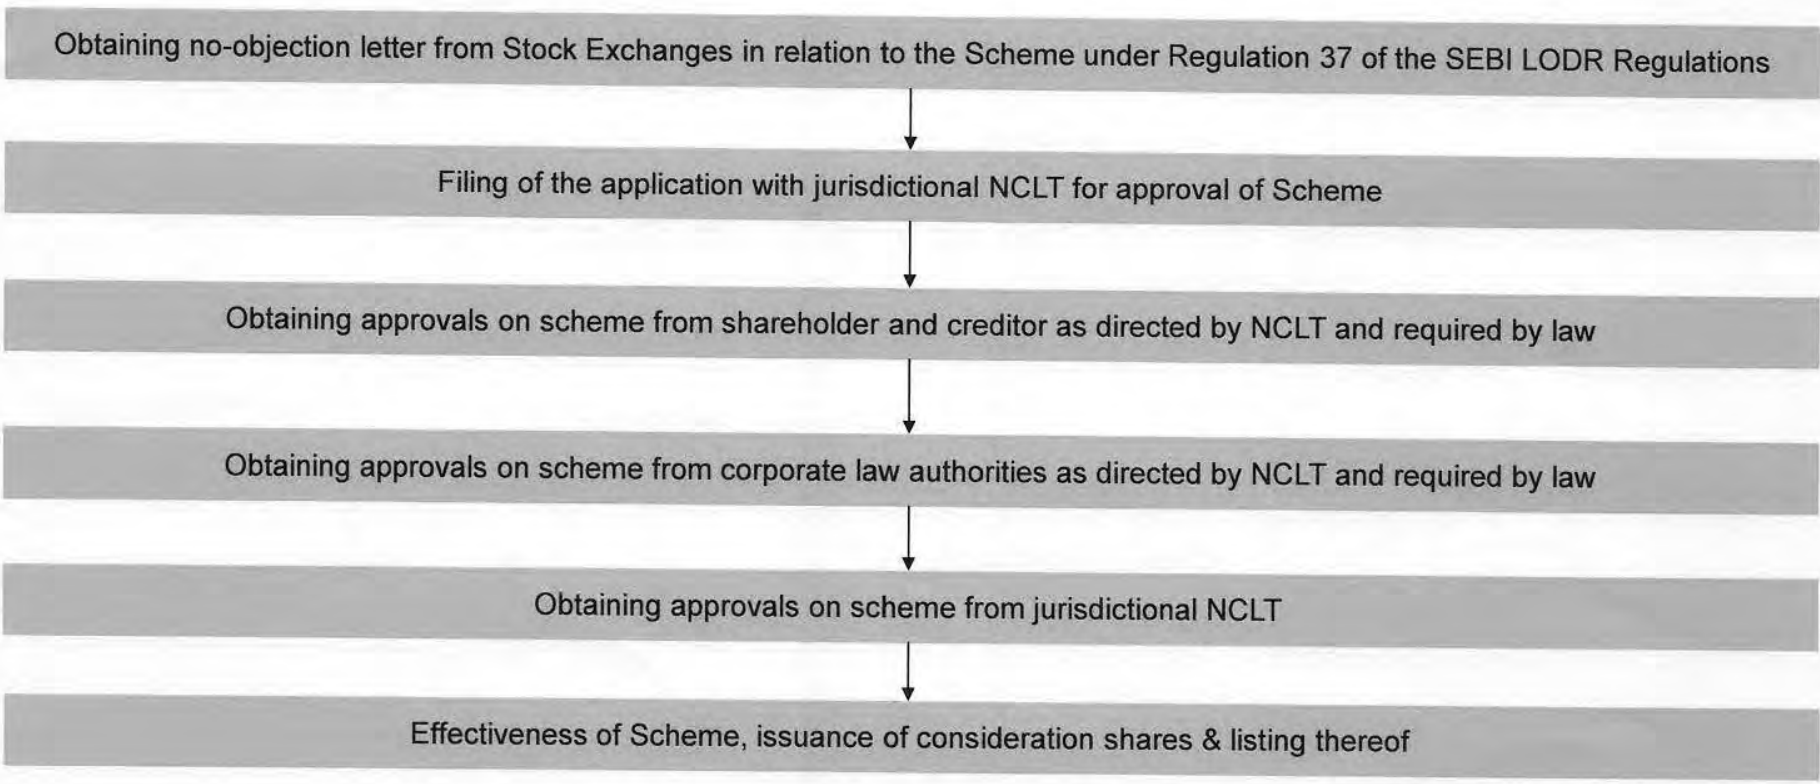 Obtaining no-objection letter from Stock Exchanges in relation to the Scheme under Regulation 37 of the SEBI LODR Regulations
Filing of the application with jurisdictional NCLT for approval of Scheme
Obtaining approvals on scheme from shareholder and creditor as directed by NCLT and required by law
Obtaining approvals on scheme from corporate law authorities as directed by NCLT and required by law
Obtaining approvals on scheme from jurisdictional NCLT
Effectiveness of Scheme, issuance of consideration shares & listing thereof